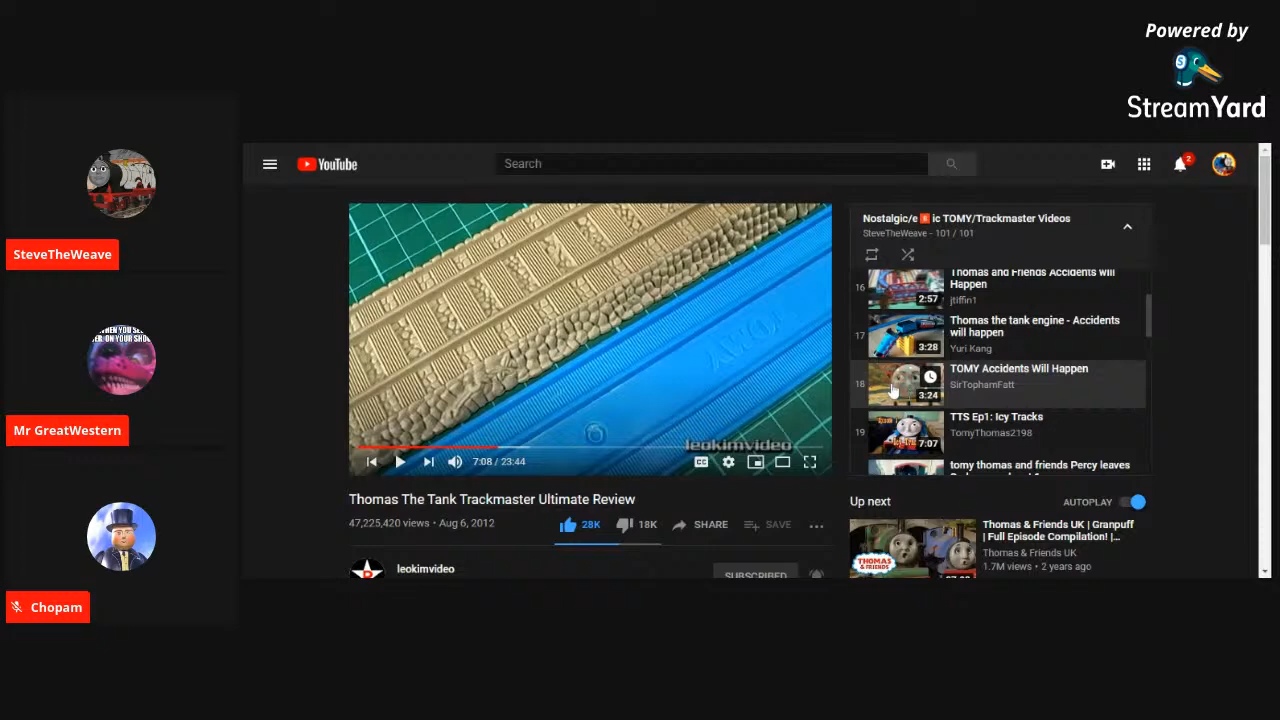 Powered by
StreamYard
SteveTheWeave
Mr GreatWestern
Chopam
YouTube
Search
2
TOMY
leokimvideo
7:08 / 23:44
CC
Thomas The Tank Trackmaster Ultimate Review
47,225,420 views • Aug 6, 2012
28K
18K
SHARE
SAVE
leokimvideo
SUBSCRIBED
Nostalgic/e🅱️ic TOMY/Trackmaster Videos
SteveTheWeave - 101 / 101
16
2:57
Thomas and Friends Accidents will
Happen
jtiffin1
17
3:28
Thomas the tank engine - Accidents
will happen
Yuri Kang
18
3:24
TOMY Accidents Will Happen
SirTophamFatt
19
7:07
TTS Ep1: Icy Tracks
TomyThomas2198
tomy thomas and friends Percy leaves
Up next
AUTOPLAY
THOMAS
& FRIENDS
Thomas & Friends UK | Granpuff
| Full Episode Compilation! |...
Thomas & Friends UK
1.7M views • 2 years ago